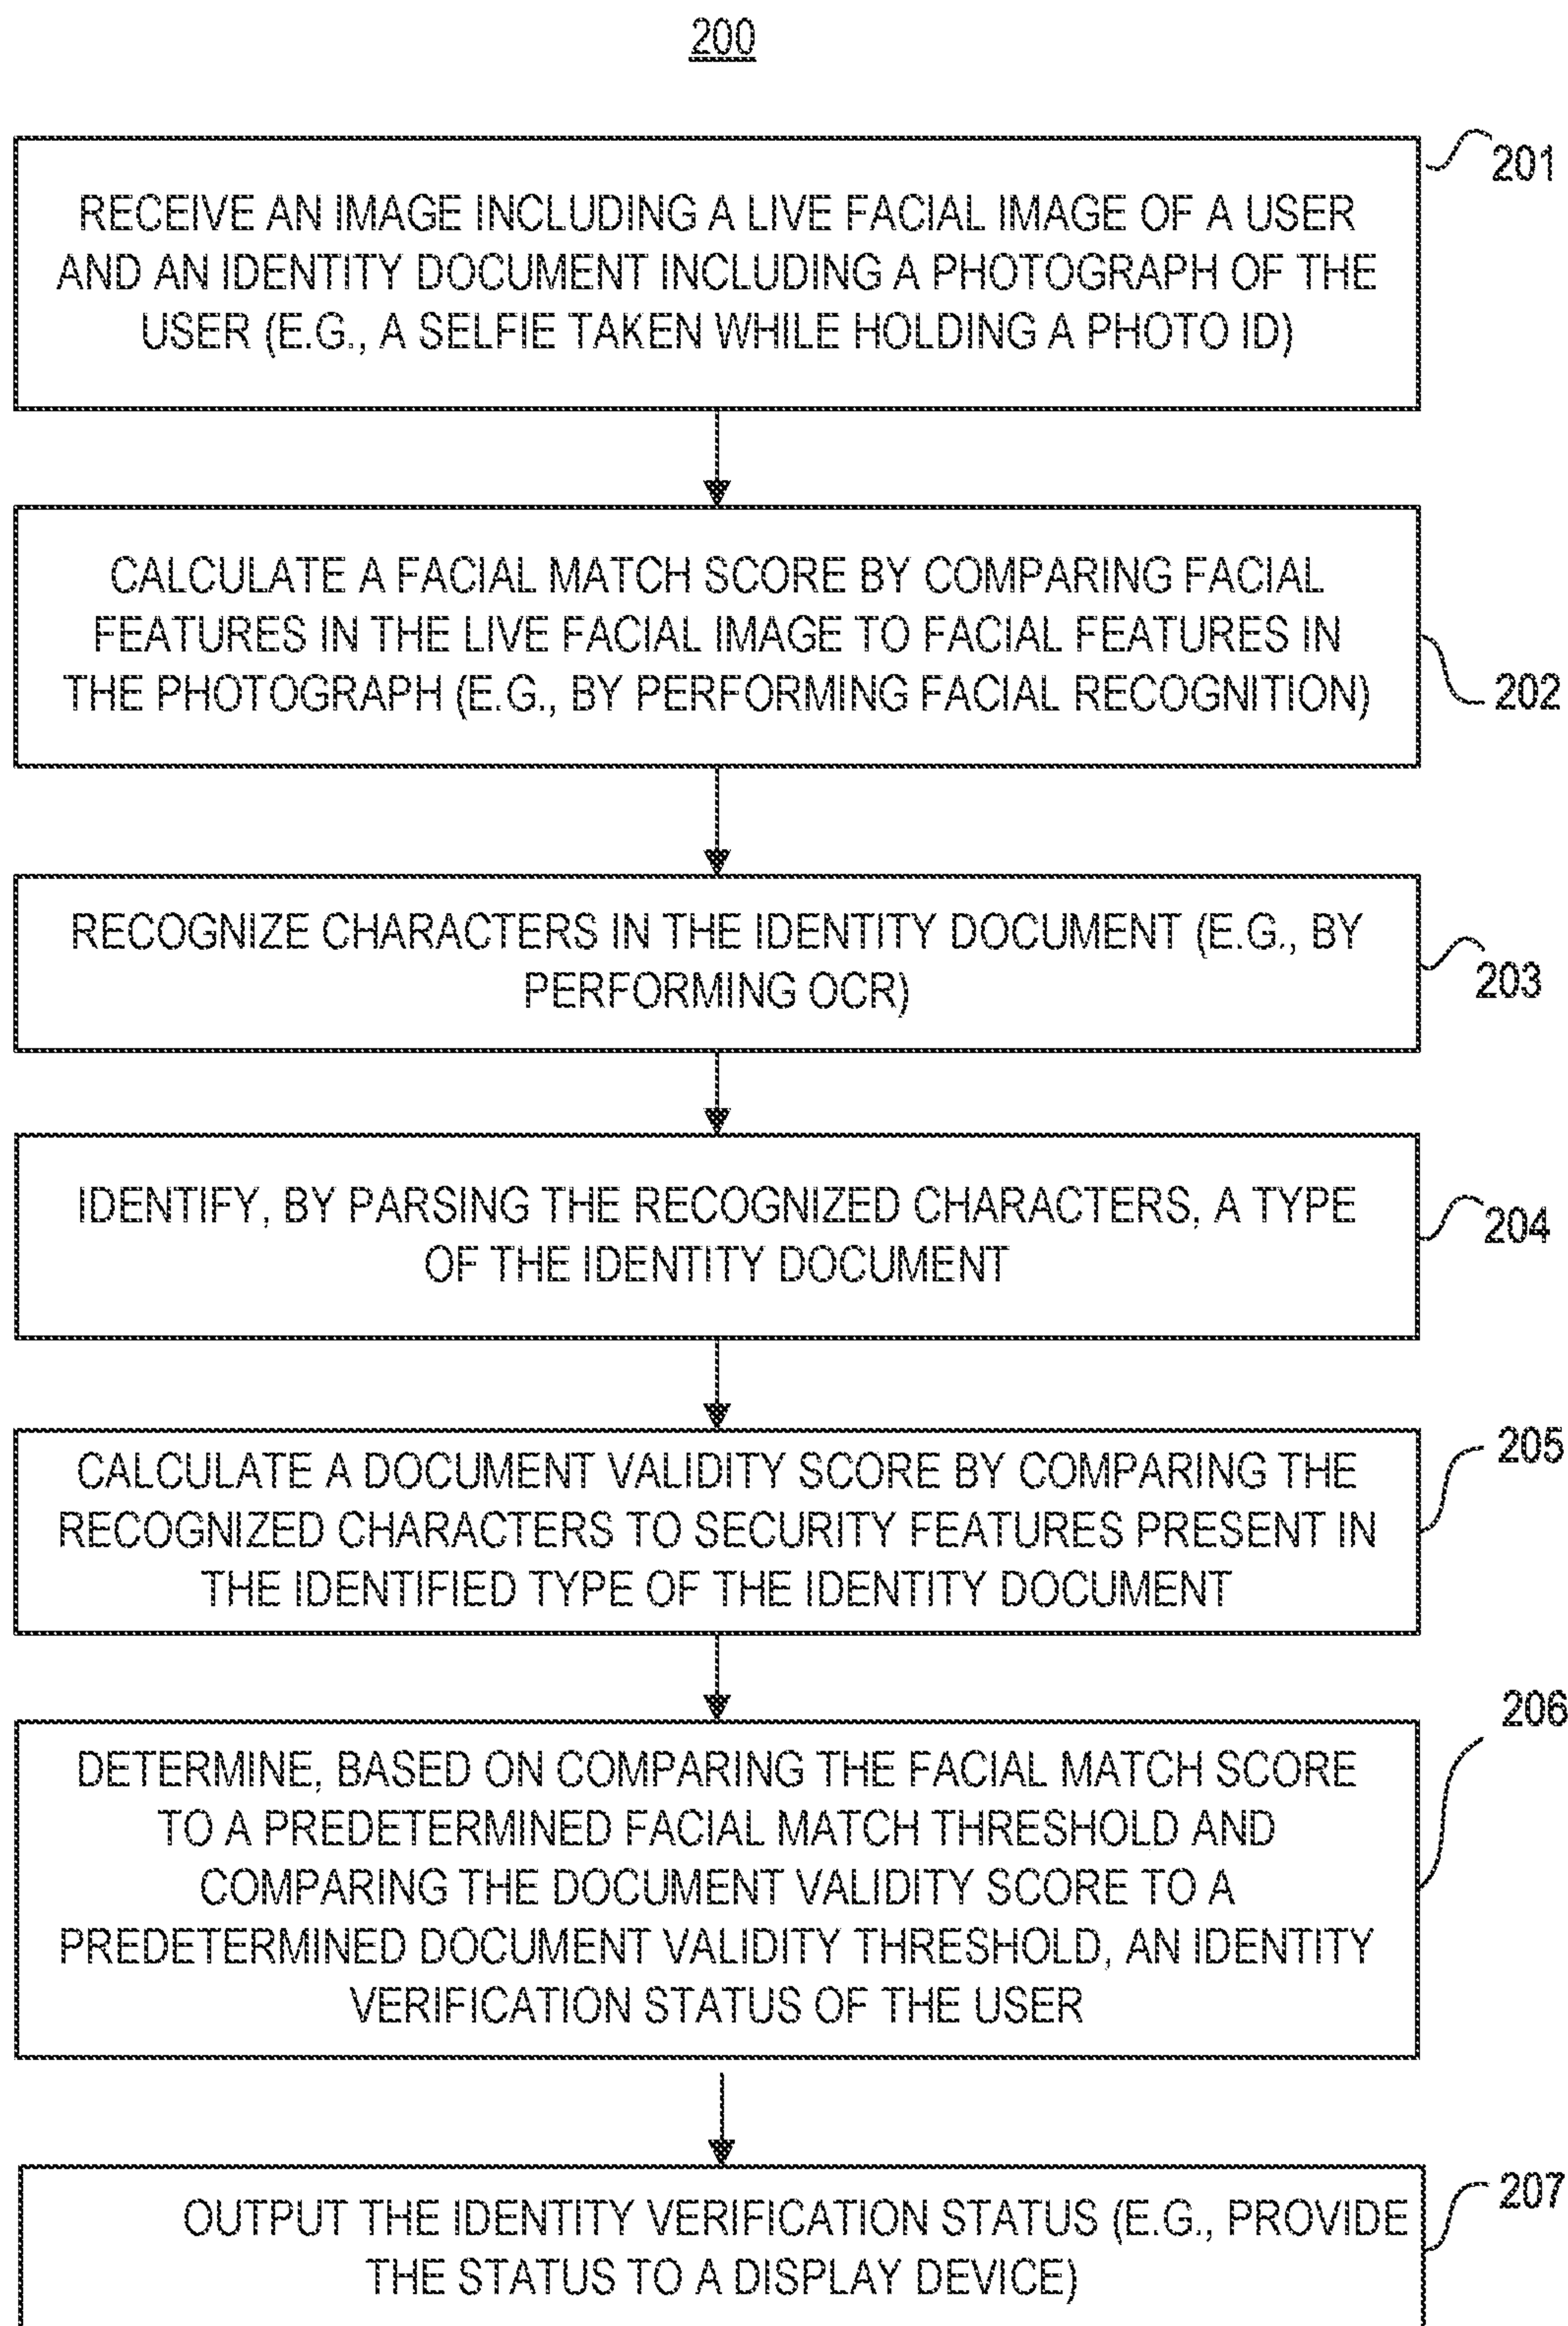 200
201
RECEIVE AN IMAGE INCLUDING A LIVE FACIAL IMAGE OF A USER
AND AN IDENTITY DOCUMENT INCLUDING A PHOTOGRAPH OF THE
USER (E.G., A SELFIE TAKEN WHILE HOLDING A PHOTO ID)
CALCULATE A FACIAL MATCH SCORE BY COMPARING FACIAL
FEATURES IN THE LIVE FACIAL IMAGE TO FACIAL FEATURES IN
THE PHOTOGRAPH (E.G., BY PERFORMING FACIAL RECOGNITION)
202
RECOGNIZE CHARACTERS IN THE IDENTITY DOCUMENT (E.G., BY
PERFORMING OCR)
203
IDENTIFY, BY PARSING THE RECOGNIZED CHARACTERS, A TYPE
OF THE IDENTITY DOCUMENT
204
CALCULATE A DOCUMENT VALIDITY SCORE BY COMPARING THE
RECOGNIZED CHARACTERS TO SECURITY FEATURES PRESENT IN
THE IDENTIFIED TYPE OF THE IDENTITY DOCUMENT
205
206
DETERMINE, BASED ON COMPARING THE FACIAL MATCH SCORE
TO A PREDETERMINED FACIAL MATCH THRESHOLD AND
COMPARING THE DOCUMENT VALIDITY SCORE TO A
PREDETERMINED DOCUMENT VALIDITY THRESHOLD, AN IDENTITY
VERIFICATION STATUS OF THE USER
207
OUTPUT THE IDENTITY VERIFICATION STATUS (E.G., PROVIDE
THE STATUS TO A DISPLAY DEVICE)